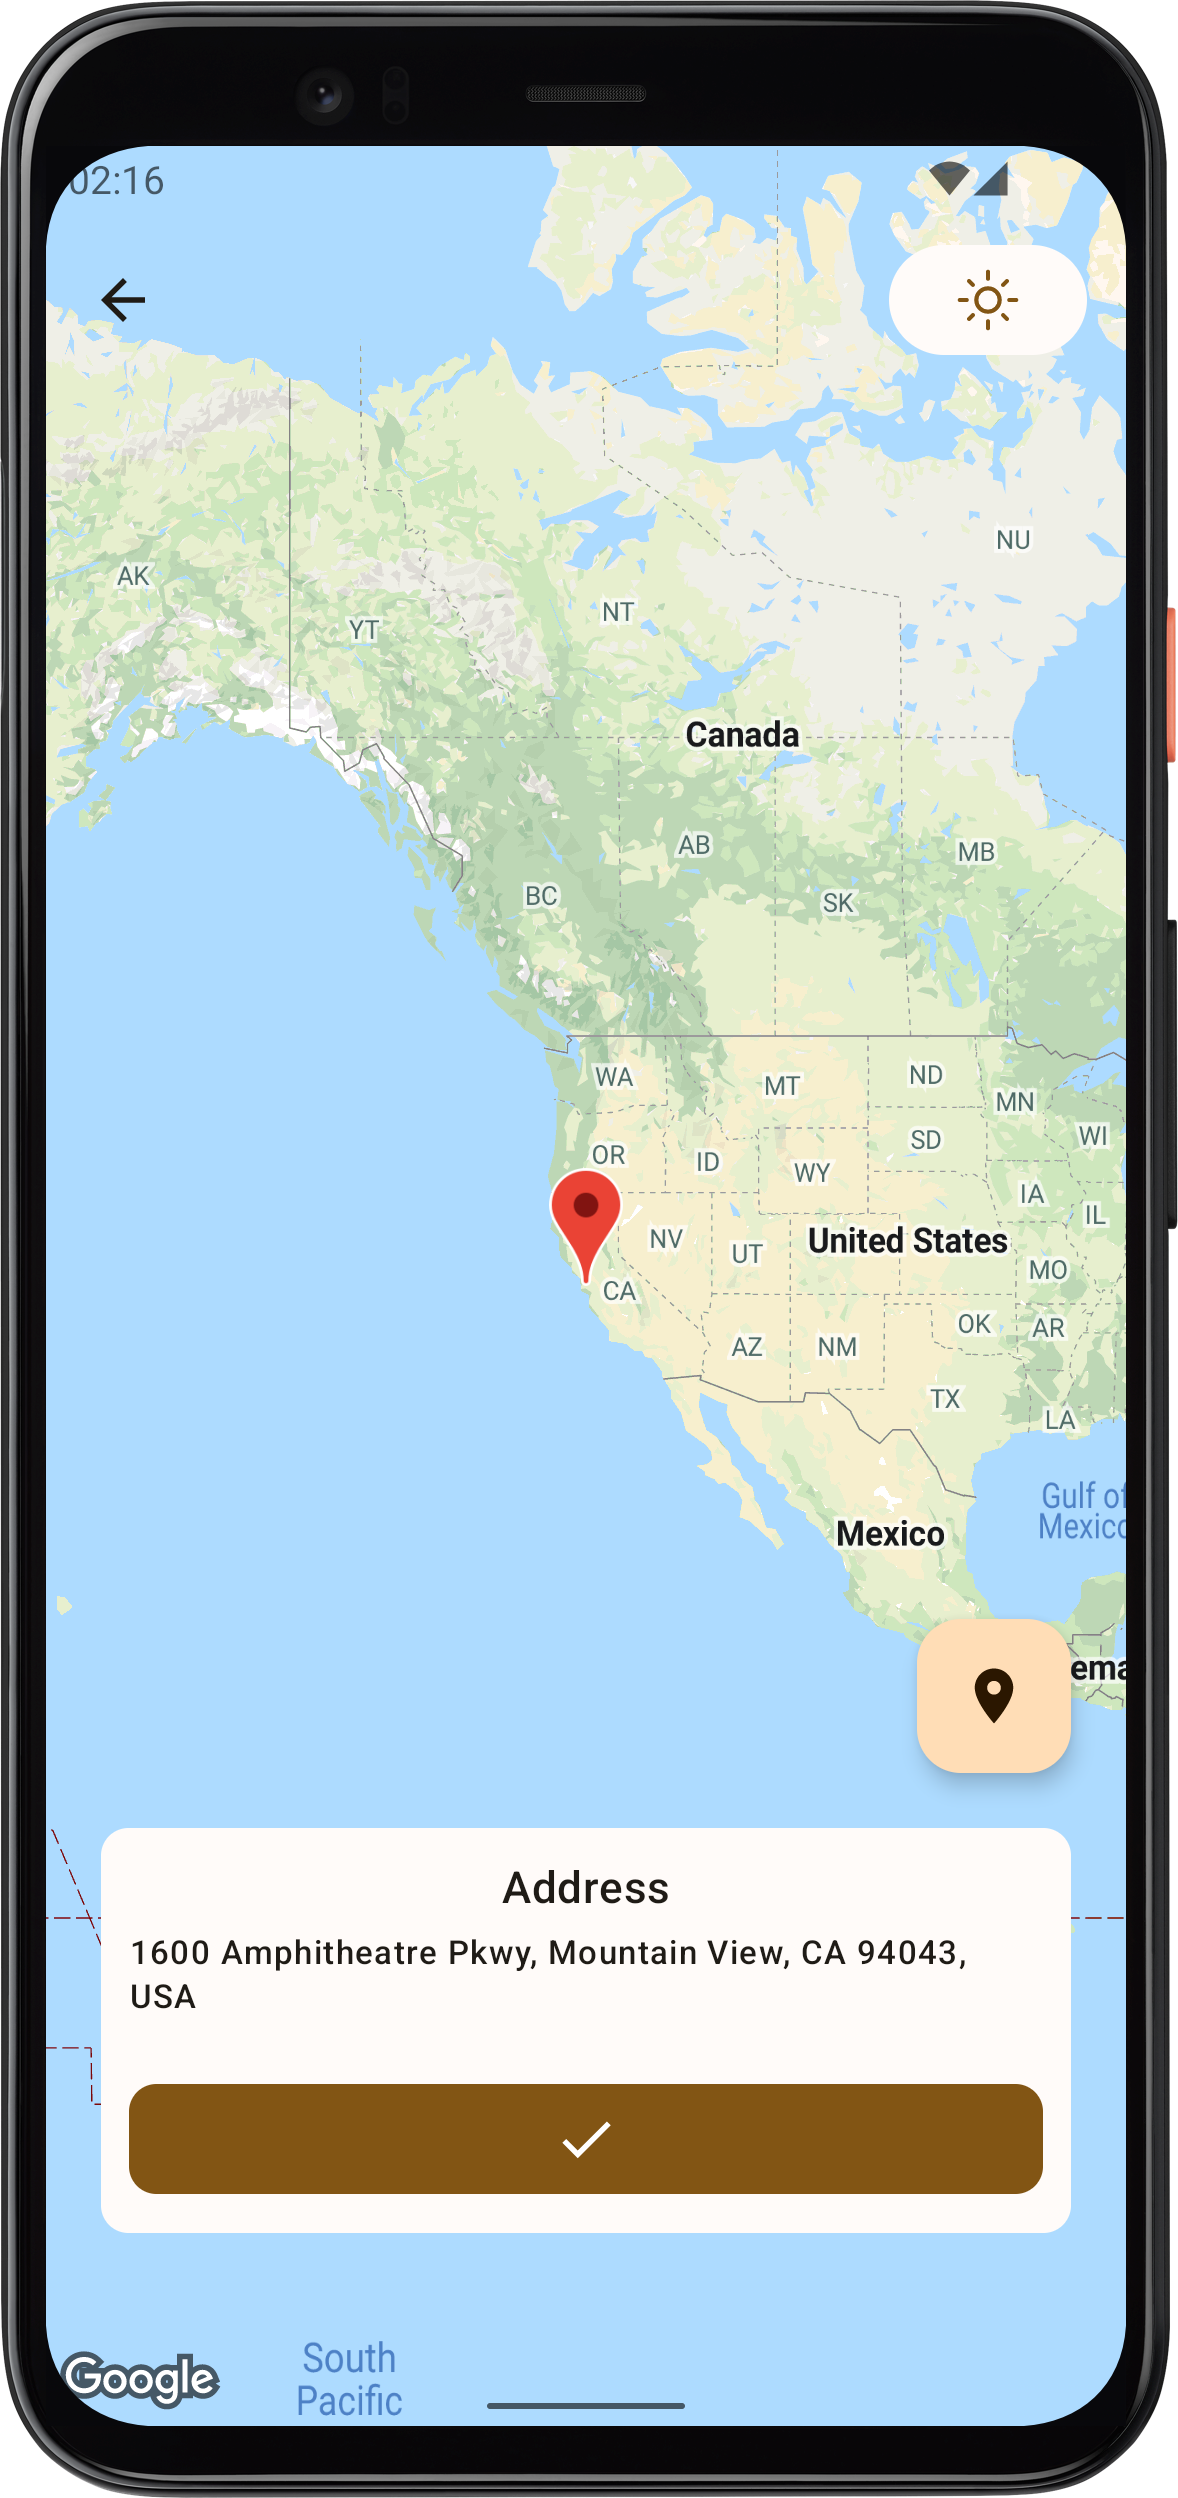 02:16
NU
AK
NT
YT
Canada
AB
MB
BC
SK
WA
MT
ND
MN
WI
OR
ID
SD
WY
IA
IL
NV
UT
United States
CA
MO
AZ
NM
OK
AR
TX
LA
Gulf of
Mexico
Mexico
Address
1600 Amphitheatre Pkwy, Mountain View, CA 94043,
USA
Google
South
Pacific